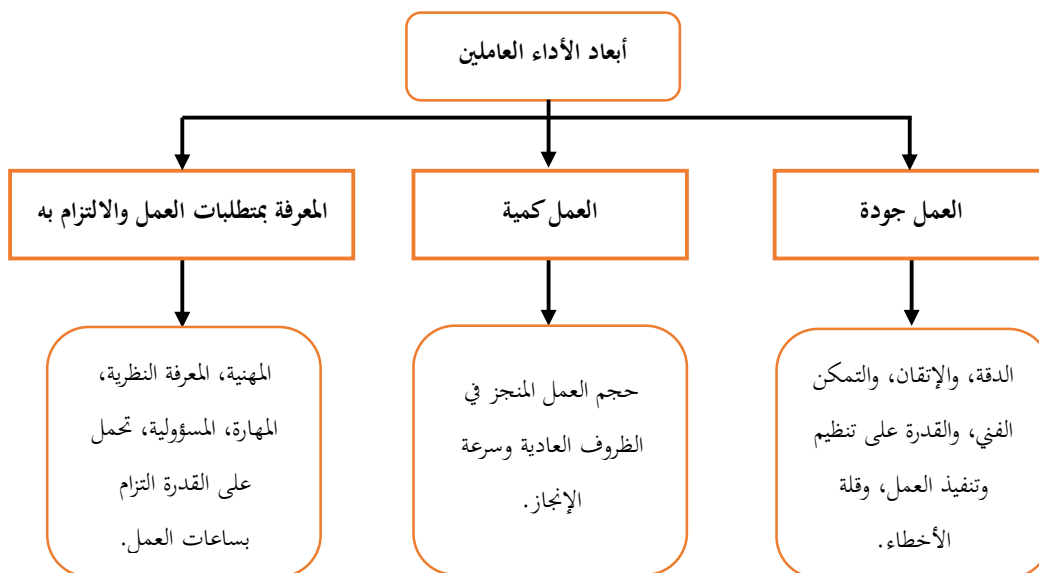 أبعاد الأداء العاملين
العمل جودة
العمل كمية
المعرفة بمتطلبات العمل والالتزام به
الدقة، والإتقان، والتمكن
الفني، والقدرة على تنظيم
وتنفيذ العمل، وقلة
الأخطاء.
حجم العمل المنجز في
الظروف العادية وسرعة
الإنجاز.
المهنية، المعرفة النظرية،
المهارة، المسؤولية، تحمل
على القدرة التزام
بساعات العمل.